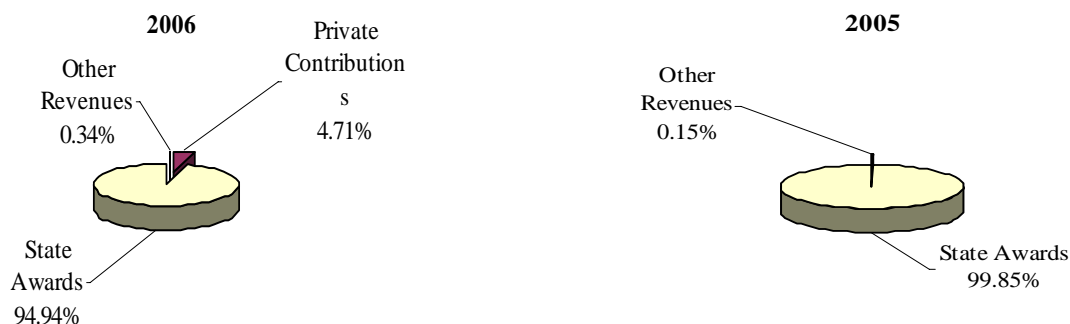 2006
Other
Revenues
0.34%
Private
Contribution
s
4.71%
State
Awards
94.94%
2005
Other
Revenues
0.15%
State Awards
99.85%